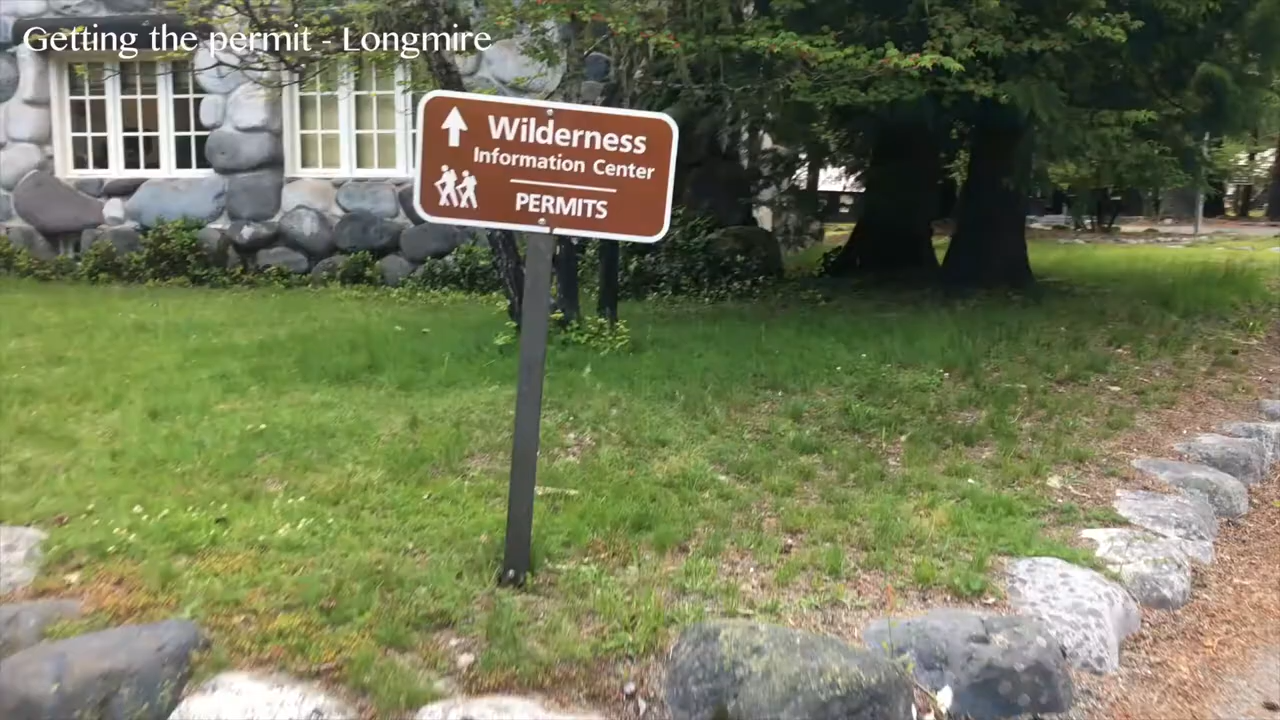 Getting the permit - Longmire
Wilderness
Information Center
PERMITS